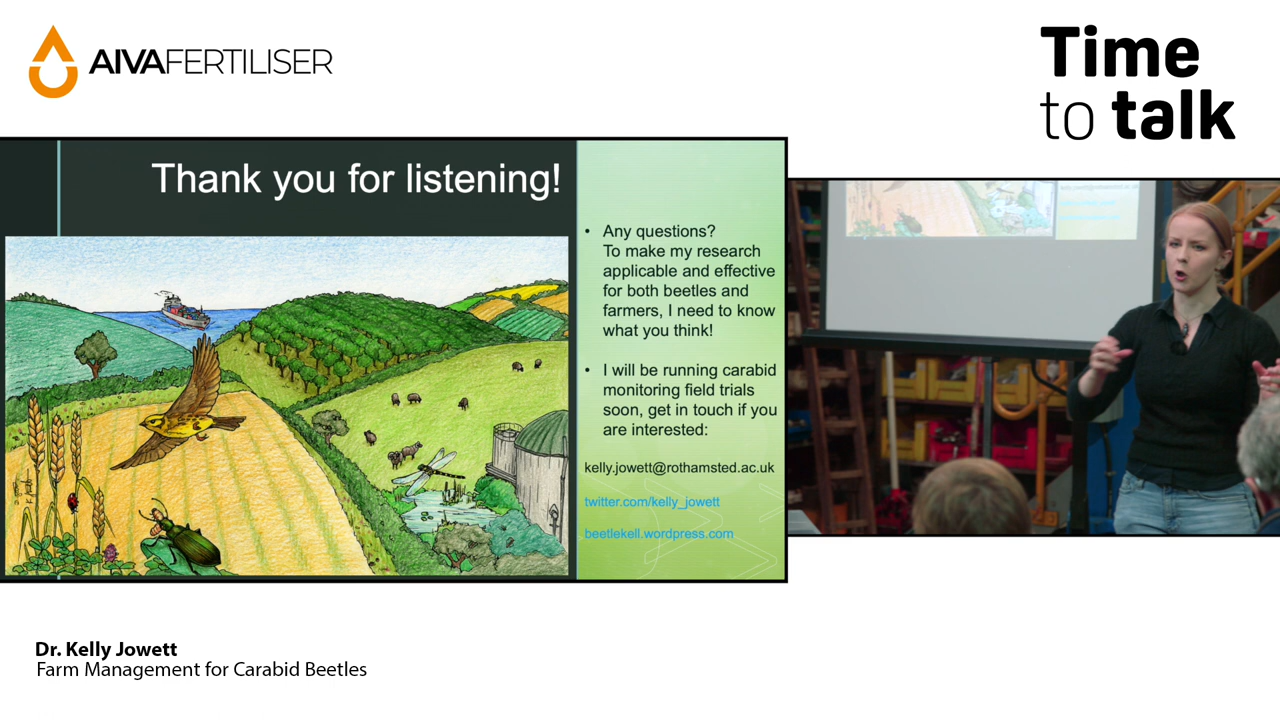 AIVAFERTILISER
Time
to talk
Thank you for listening!
• Any questions?
To make my research
applicable and effective
for both beetles and
farmers, I need to know
what you think!
• I will be running carabid
monitoring field trials
soon, get in touch if you
are interested:
kelly.jowett@rothamsted.ac.uk
twitter.com/kelly_jowett
beetlekell.wordpress.com
Dr. Kelly Jowett
Farm Management for Carabid Beetles